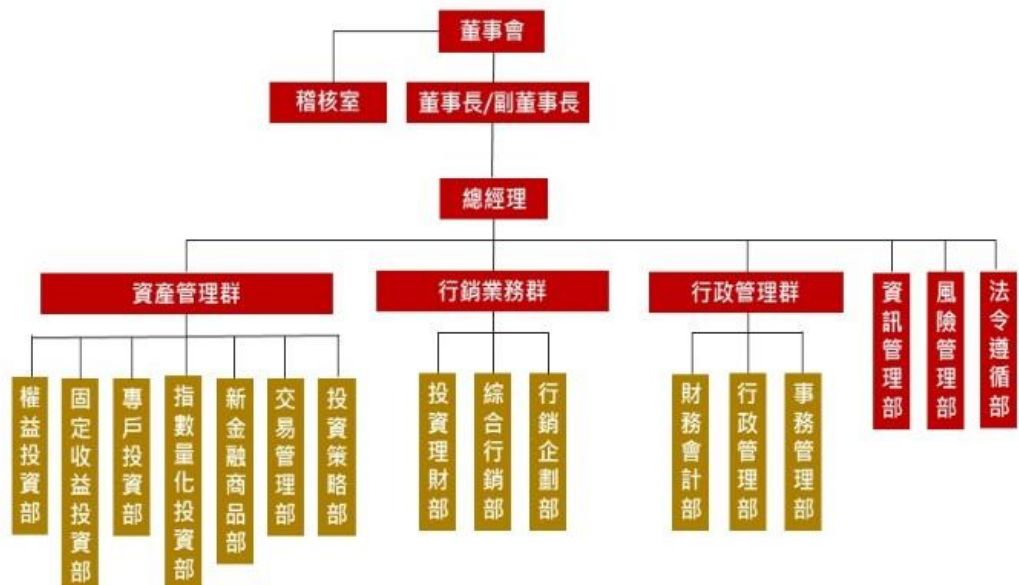 董事會
稽核室
董事長/副董事長
總經理
資產管理群
行銷業務群
行政管理群
資訊管理部
風險管理部
法令遵循部
權益投資部
固定收益投資部
專戶投資部
指數量化投資部
新金融商品部
交易管理部
投資策略部
投資理財部
綜合行銷部
行銷企劃部
財務會計部
行政管理部
事務管理部